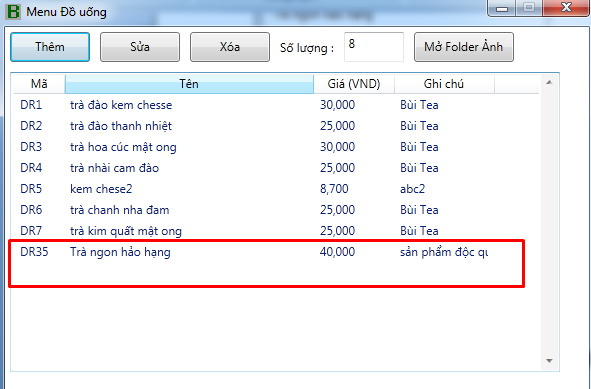 Menu Đồ uống
Thêm Sửa Xóa Số lượng : 8 Mở Folder Ảnh
Mã Tên Giá (VND) Ghi chú
DR1 trà đào kem chesse 30,000 Bùi Tea
DR2 trà đào thanh nhiệt 25,000 Bùi Tea
DR3 trà hoa cúc mật ong 30,000 Bùi Tea
DR4 trà nhài cam đào 25,000 Bùi Tea
DR5 kem chese2 8,700 abc2
DR6 trà chanh nha đam 25,000 Bùi Tea
DR7 trà kim quất mật ong 25,000 Bùi Tea
DR35 Trà ngon hảo hạng 40,000 sản phẩm độc